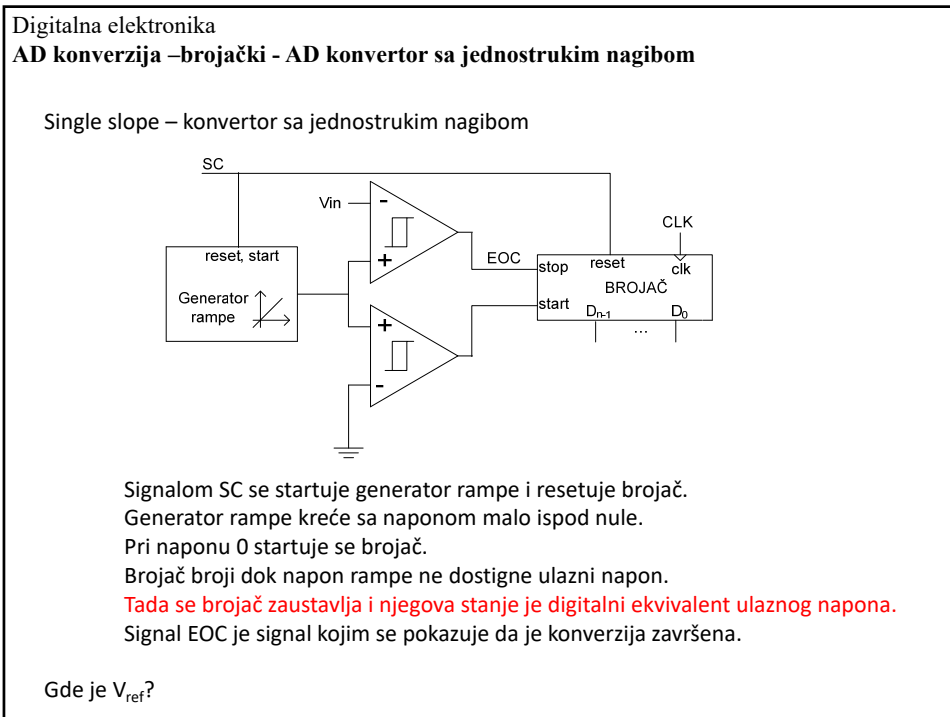 Digitalna elektronika
AD konverzija –brojački - AD konvertor sa jednostrukim nagibom
Single slope – konvertor sa jednostrukim nagibom
SC
Vin
-
+
reset, start
Generator
rampe
+
-
EOC
CLK
stop
reset
clk
BROJAČ
start
Dn-1
...
D0
Signalom SC se startuje generator rampe i resetuje brojač.
Generator rampe kreće sa naponom malo ispod nule.
Pri naponu 0 startuje se brojač.
Brojač broji dok napon rampe ne dostigne ulazni napon.
Tada se brojač zaustavlja i njegova stanje je digitalni ekvivalent ulaznog napona.
Signal EOC je signal kojim se pokazuje da je konverzija završena.
Gde je Vref?